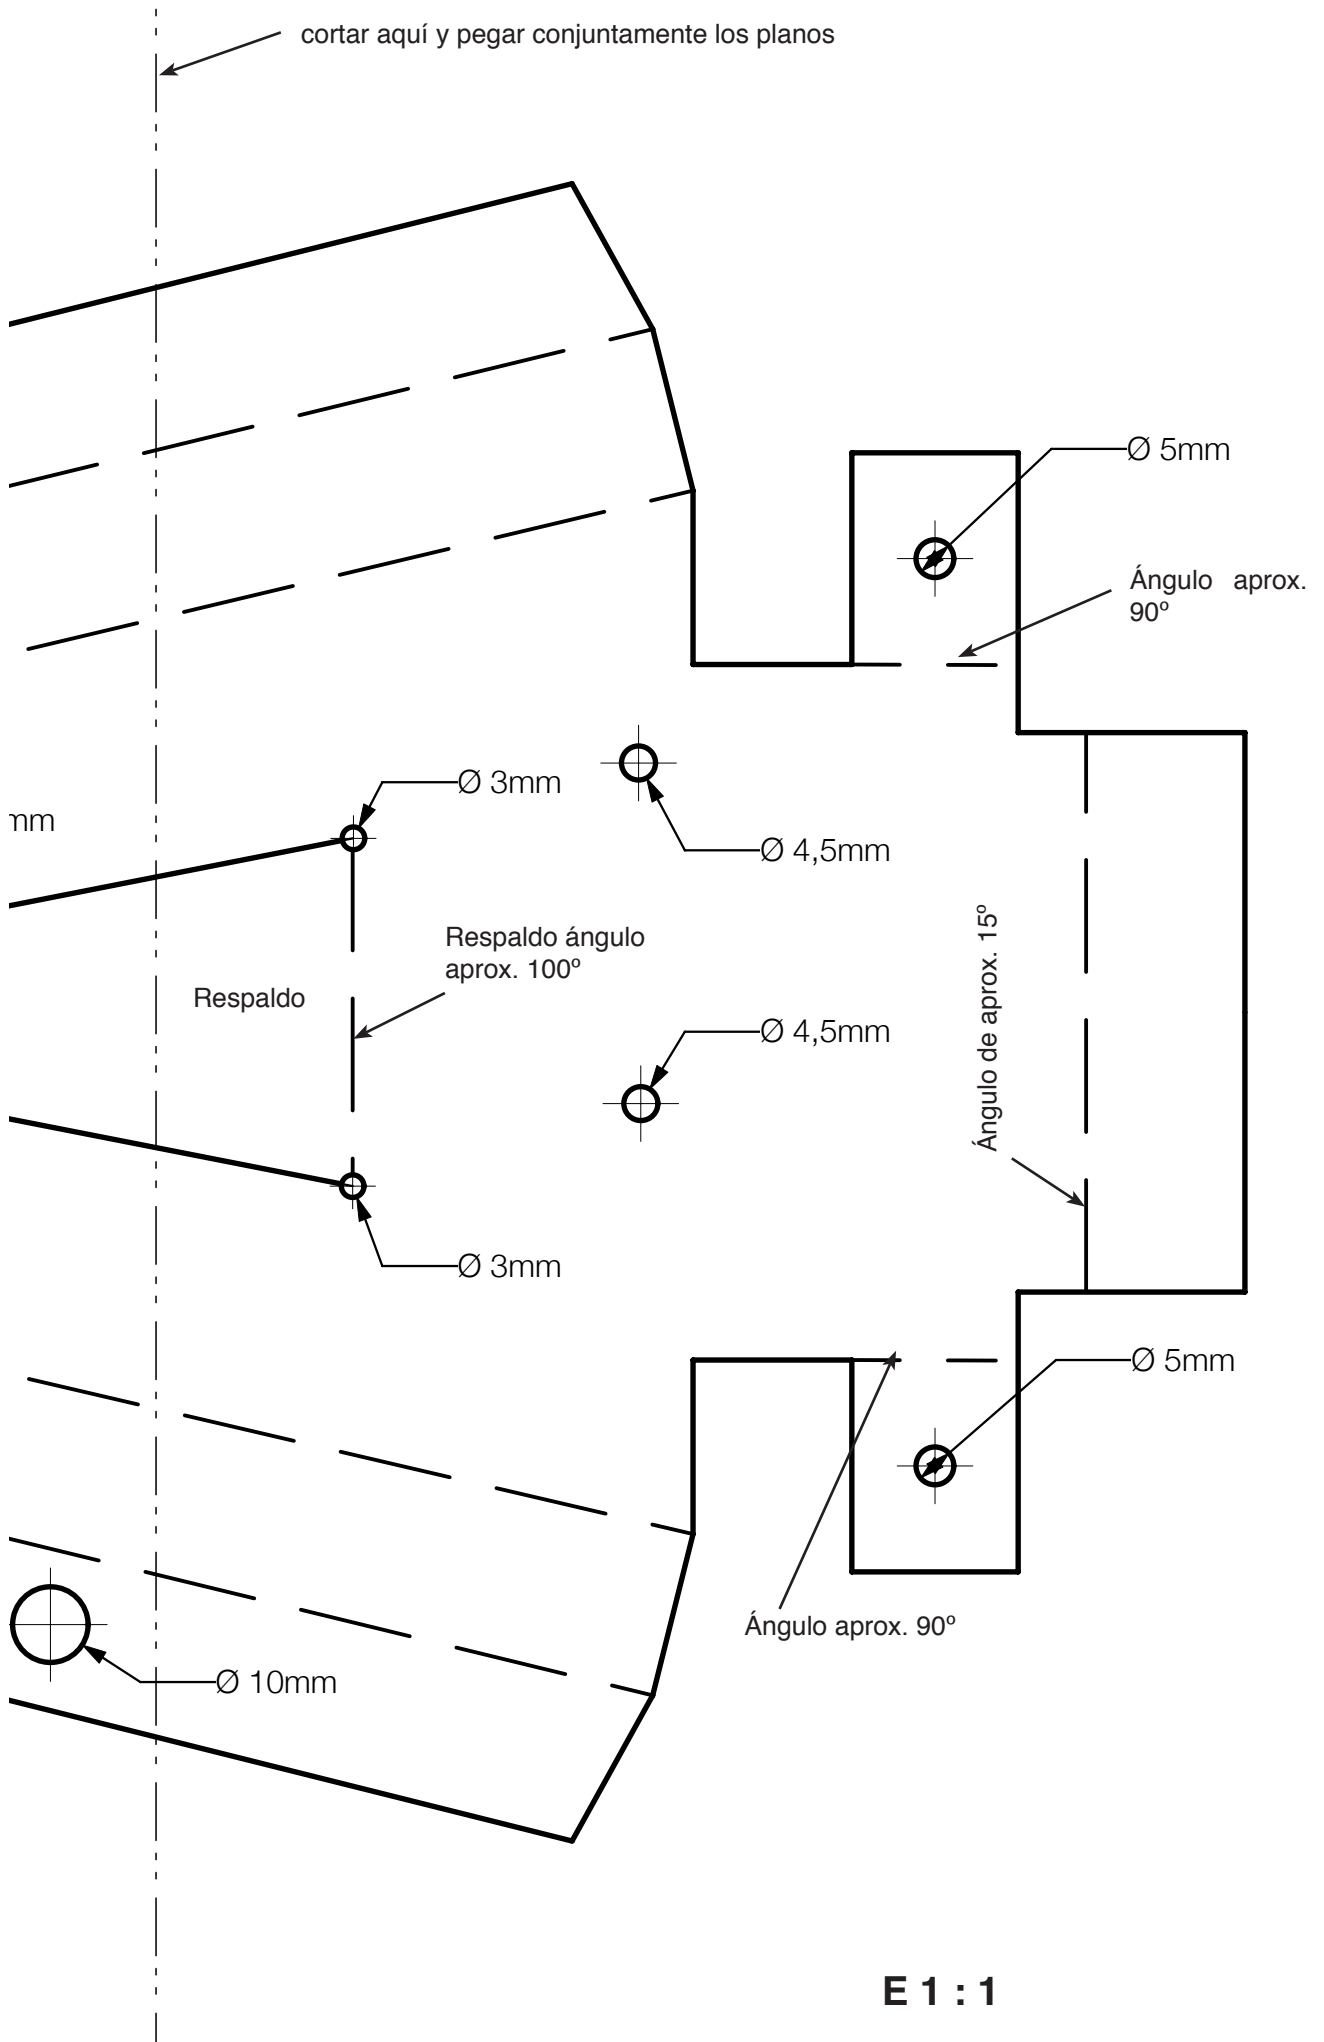 cortar aquí y pegar conjuntamente los planos
Ø 5mm
Ángulo aprox.
90º
Ø 3mm
mm
Ø 4,5mm
Respaldo ángulo
aprox. 100º
Respaldo
Ángulo de aprox. 15º
Ø 4,5mm
Ø 3mm
Ø 5mm
Ángulo aprox. 90º
Ø 10mm
E 1 : 1